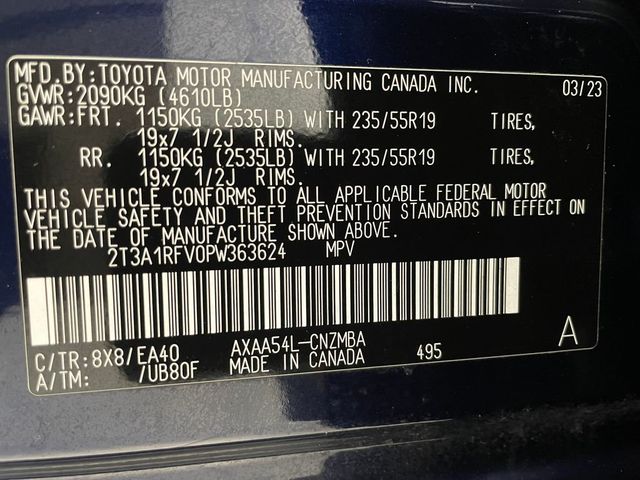 MFD.BY:TOYOTA MOTOR MANUFACTURING CANADA INC. 03/23
GVWR:2090KG (4610LB)
GAWR:FRT. 1150KG (2535LB) WITH 235/55R19 TIRES,
19x7 1/2J RIMS.
RR. 1150KG (2535LB) WITH 235/55R19 TIRES,
19x7 1/2J RIMS.
THIS VEHICLE CONFORMS TO ALL APPLICABLE FEDERAL MOTOR
VEHICLE SAFETY AND THEFT PREVENTION STANDARDS IN EFFECT ON
THE DATE OF MANUFACTURE SHOWN ABOVE.
2T3A1RFV0PW363624 MPV
C/TR:8X8/EA40 AXAA54L-CNZMBA 495 A
A/TM: /UB80F MADE IN CANADA